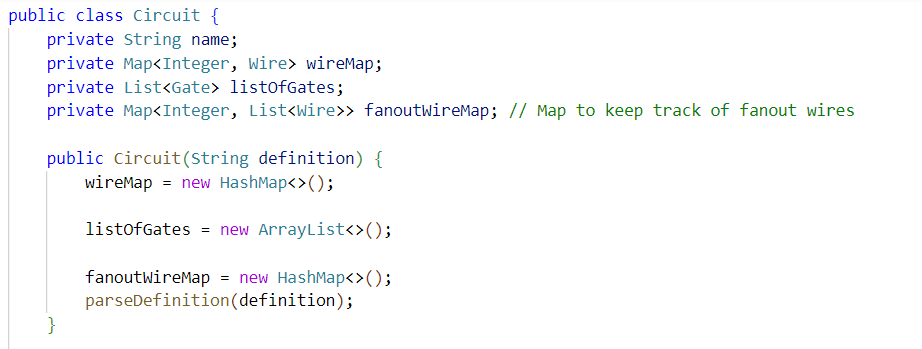 public class Circuit {
private String name;
private Map<Integer, Wire> wireMap;
private List<Gate> listOfGates;
private Map<Integer, List<Wire>> fanoutWireMap; // Map to keep track of fanout wires
public Circuit(String definition) {
wireMap = new HashMap<>();
listOfGates = new ArrayList<>();
fanoutWireMap = new HashMap<>();
parseDefinition(definition);
}